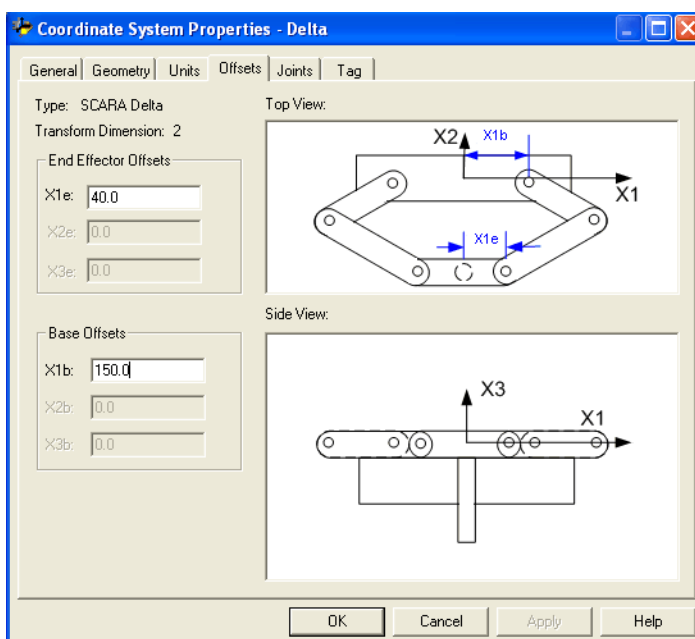 Coordinate System Properties - Delta
General Geometry Units Offsets Joints Tag
Type: SCARA Delta
Transform Dimension: 2
End Effector Offsets
X1e: 40.0
X2e: 0.0
X3e: 0.0
Base Offsets
X1b: 150.0
X2b: 0.0
X3b: 0.0
Top View:
X2
X1b
X1
X1e
Side View:
X3
X1
OK Cancel Apply Help